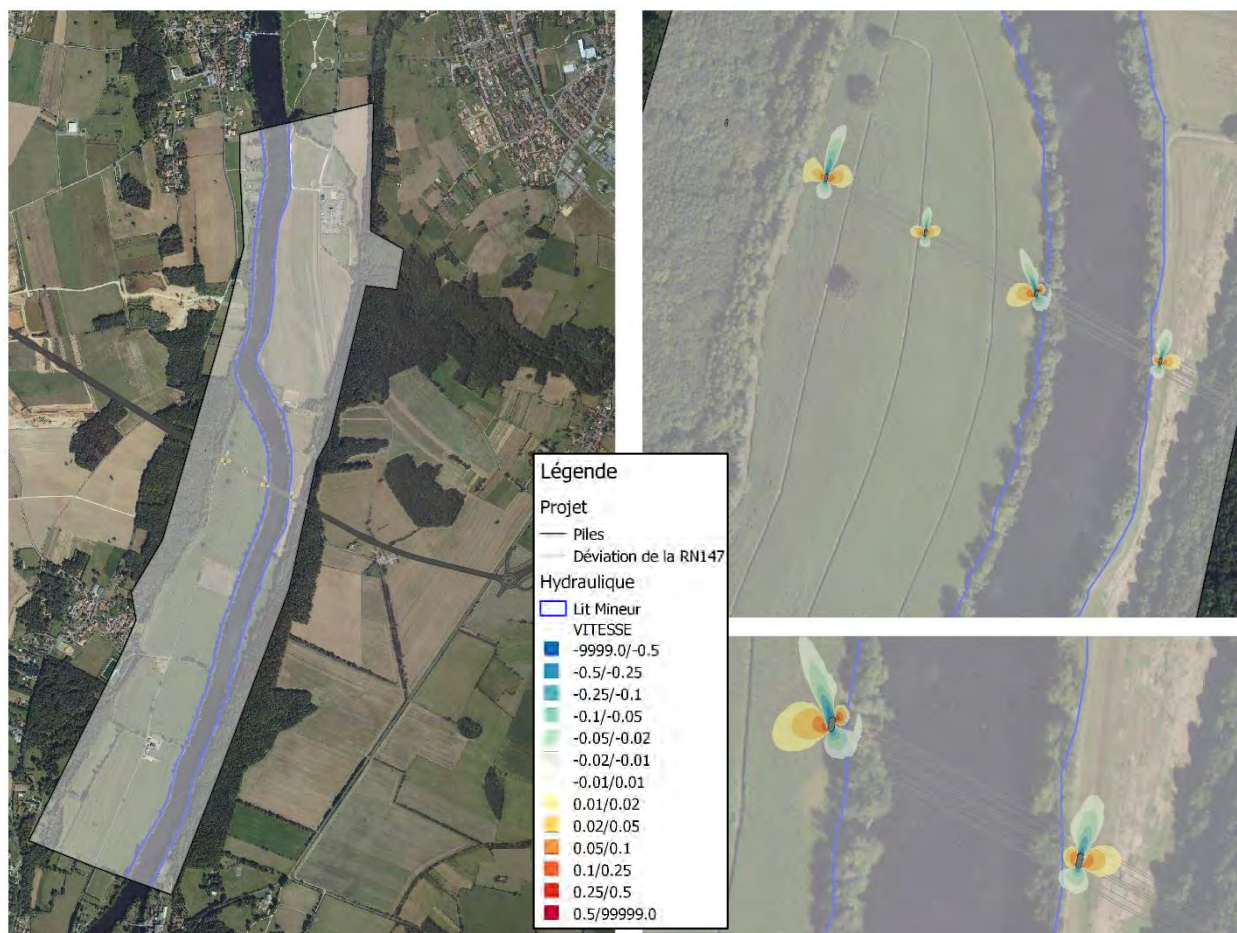 Légende
Projet
Piles
Déviation de la RN147
Hydraulique
Lit Mineur
VITESSE
-9999.0/-0.5
-0.5/-0.25
-0.25/-0.1
-0.1/-0.05
-0.05/-0.02
-0.02/-0.01
-0.01/0.01
0.01/0.02
0.02/0.05
0.05/0.1
0.1/0.25
0.25/0.5
0.5/99999.0